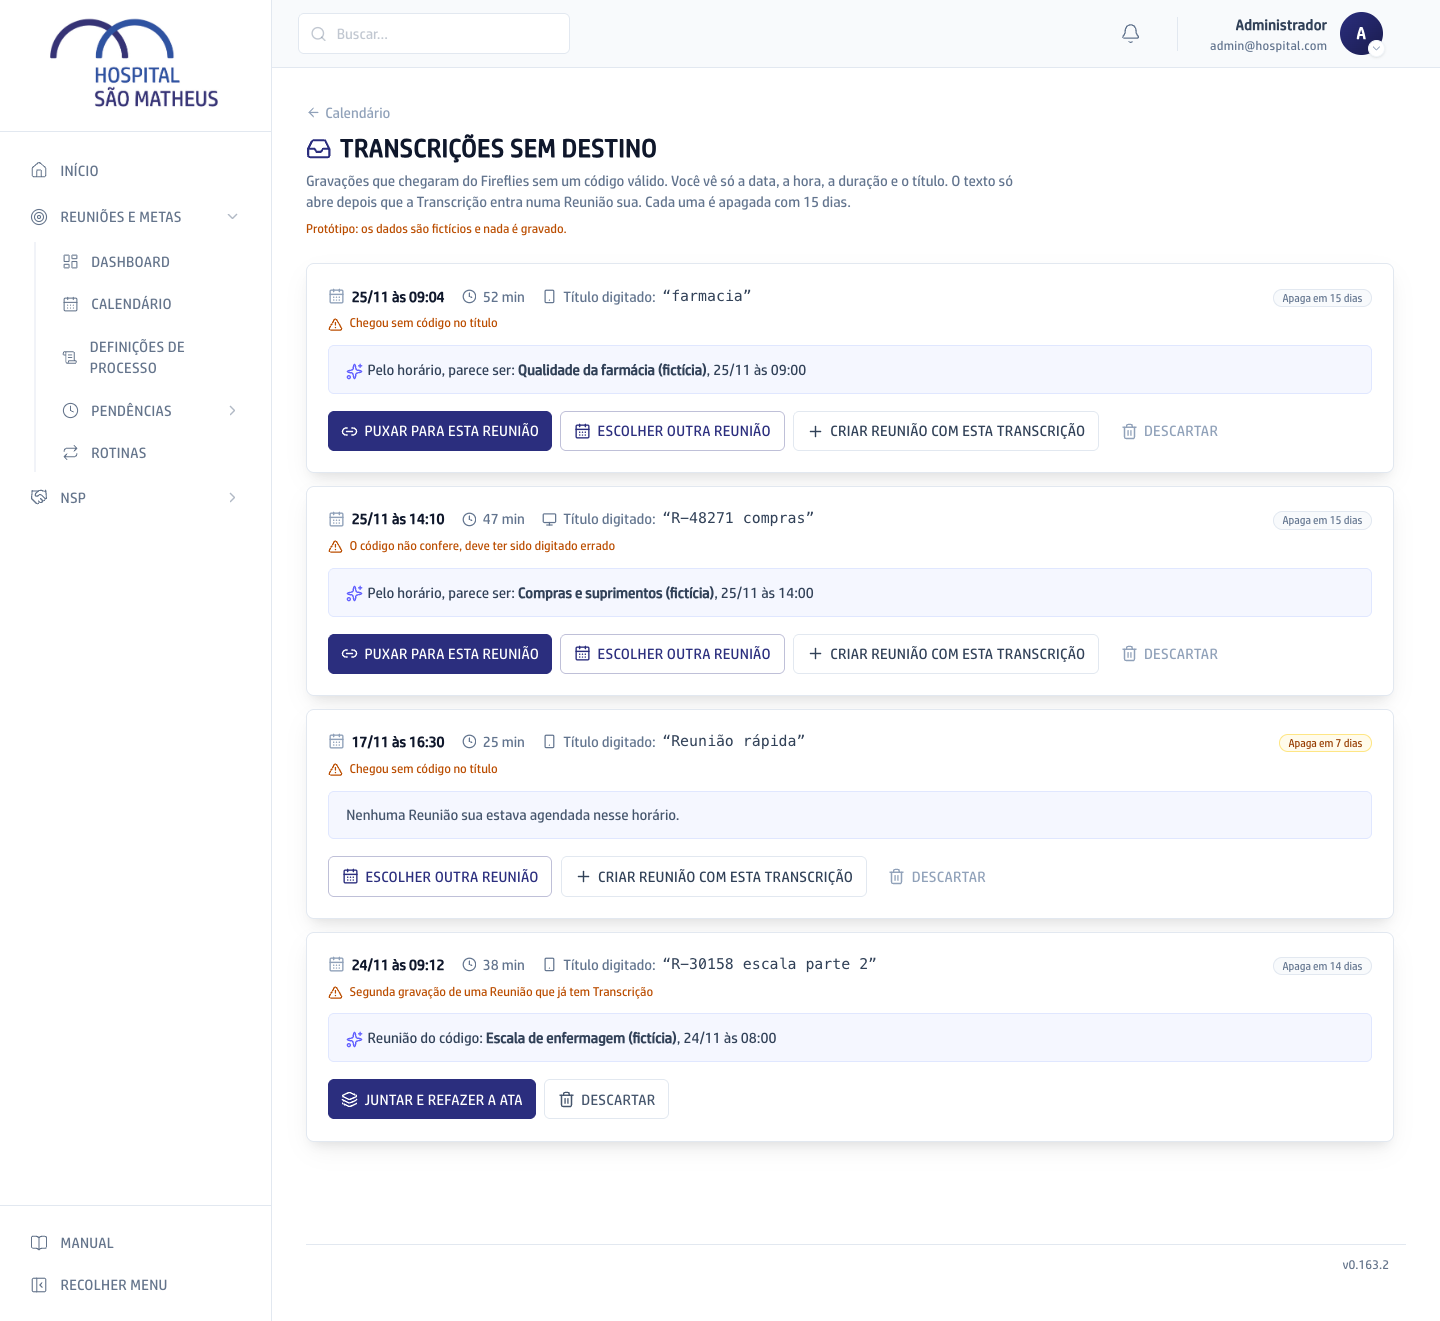 HOSPITAL
SÃO MATHEUS
Buscar...
Administrador
admin@hospital.com
A
INÍCIO
REUNIÕES E METAS
DASHBOARD
CALENDÁRIO
DEFINIÇÕES DE
PROCESSO
PENDÊNCIAS
ROTINAS
NSP
MANUAL
RECOLHER MENU
← Calendário
TRANSCRIÇÕES SEM DESTINO
Gravações que chegaram do Fireflies sem um código válido. Você vê só a data, a hora, a duração e o título. O texto só
abre depois que a Transcrição entra numa Reunião sua. Cada uma é apagada com 15 dias.
Protótipo: os dados são fictícios e nada é gravado.
25/11 às 09:04 52 min Título digitado: “farmacia” Apaga em 15 dias
Chegou sem código no título
Pelo horário, parece ser: Qualidade da farmácia (fictícia), 25/11 às 09:00
PUXAR PARA ESTA REUNIÃO ESCOLHER OUTRA REUNIÃO + CRIAR REUNIÃO COM ESTA TRANSCRIÇÃO DESCARTAR
25/11 às 14:10 47 min Título digitado: “R-48271 compras” Apaga em 15 dias
O código não confere, deve ter sido digitado errado
Pelo horário, parece ser: Compras e suprimentos (fictícia), 25/11 às 14:00
PUXAR PARA ESTA REUNIÃO ESCOLHER OUTRA REUNIÃO + CRIAR REUNIÃO COM ESTA TRANSCRIÇÃO DESCARTAR
17/11 às 16:30 25 min Título digitado: “Reunião rápida” Apaga em 7 dias
Chegou sem código no título
Nenhuma Reunião sua estava agendada nesse horário.
ESCOLHER OUTRA REUNIÃO + CRIAR REUNIÃO COM ESTA TRANSCRIÇÃO DESCARTAR
24/11 às 09:12 38 min Título digitado: “R-30158 escala parte 2” Apaga em 14 dias
Segunda gravação de uma Reunião que já tem Transcrição
Reunião do código: Escala de enfermagem (fictícia), 24/11 às 08:00
JUNTAR E REFAZER A ATA DESCARTAR
v0.163.2